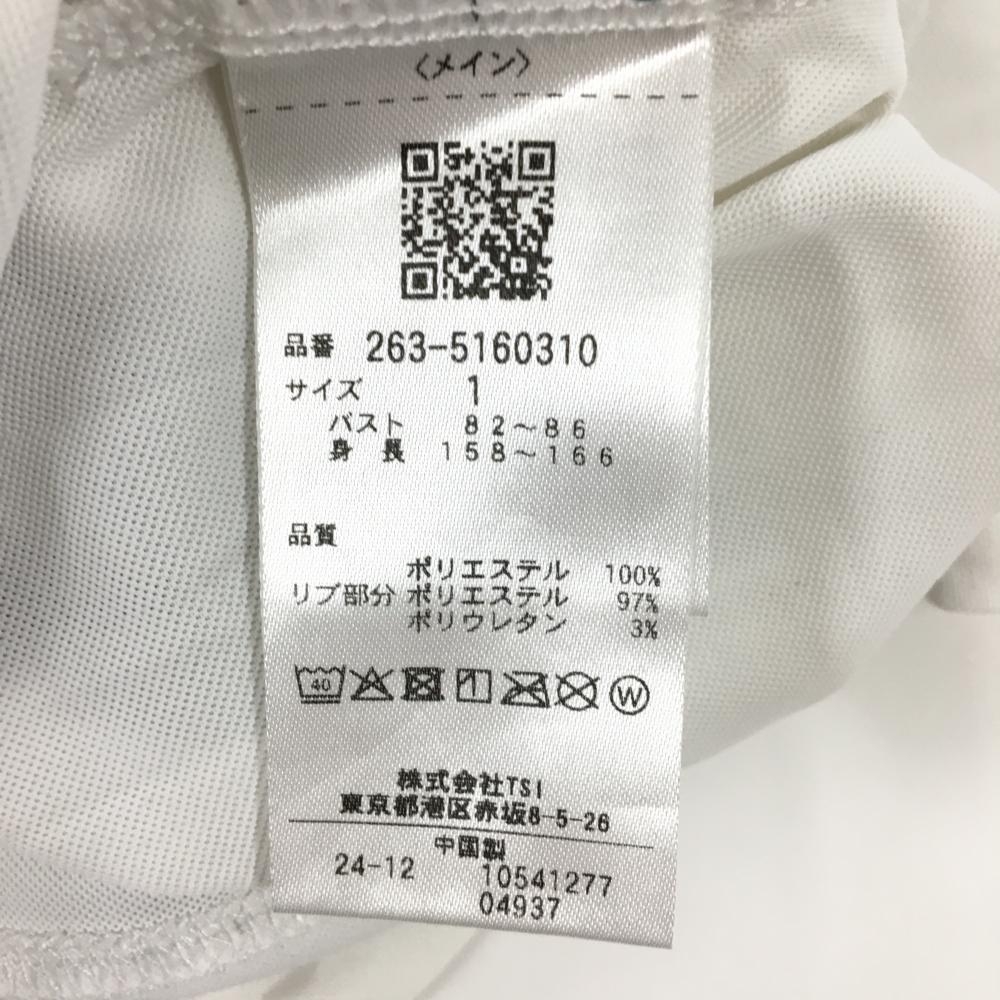 〈メイン〉
品番 263-5160310
サイズ 1
バスト 82～86
身 長 158～166
品質
ポリエステル 100%
リブ部分 ポリエステル 97%
ポリウレタン 3%
40 1 W
株式会社TSI
東京都港区赤坂8-5-26
中国製
24-12 10541277
04937